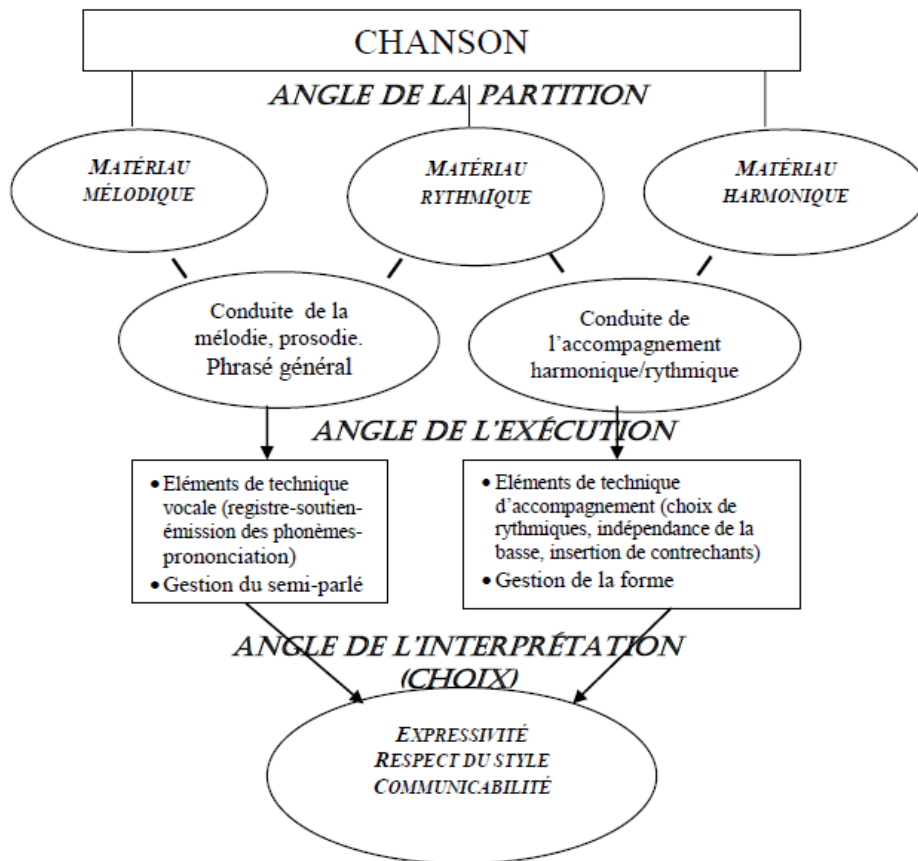 CHANSON
ANGLE DE LA PARTITION
MATÉRIAU
MÉLODIQUE
MATÉRIAU
RYTHMIQUE
MATÉRIAU
HARMONIQUE
Conduite de la
mélodie, prosodie.
Phrasé général
Conduite de
l'accompagnement
harmonique/rythmique
ANGLE DE L'EXÉCUTION
• Eléments de technique
vocale (registre-soutien-
émission des phonèmes-
prononciation)
• Gestion du semi-parlé
• Eléments de technique
d'accompagnement (choix de
rythmiques, indépendance de la
basse, insertion de contrechants)
• Gestion de la forme
ANGLE DE L'INTERPRÉTATION
(CHOIX)
EXPRESSIVITÉ
RESPECT DU STYLE
COMMUNICABILITÉ